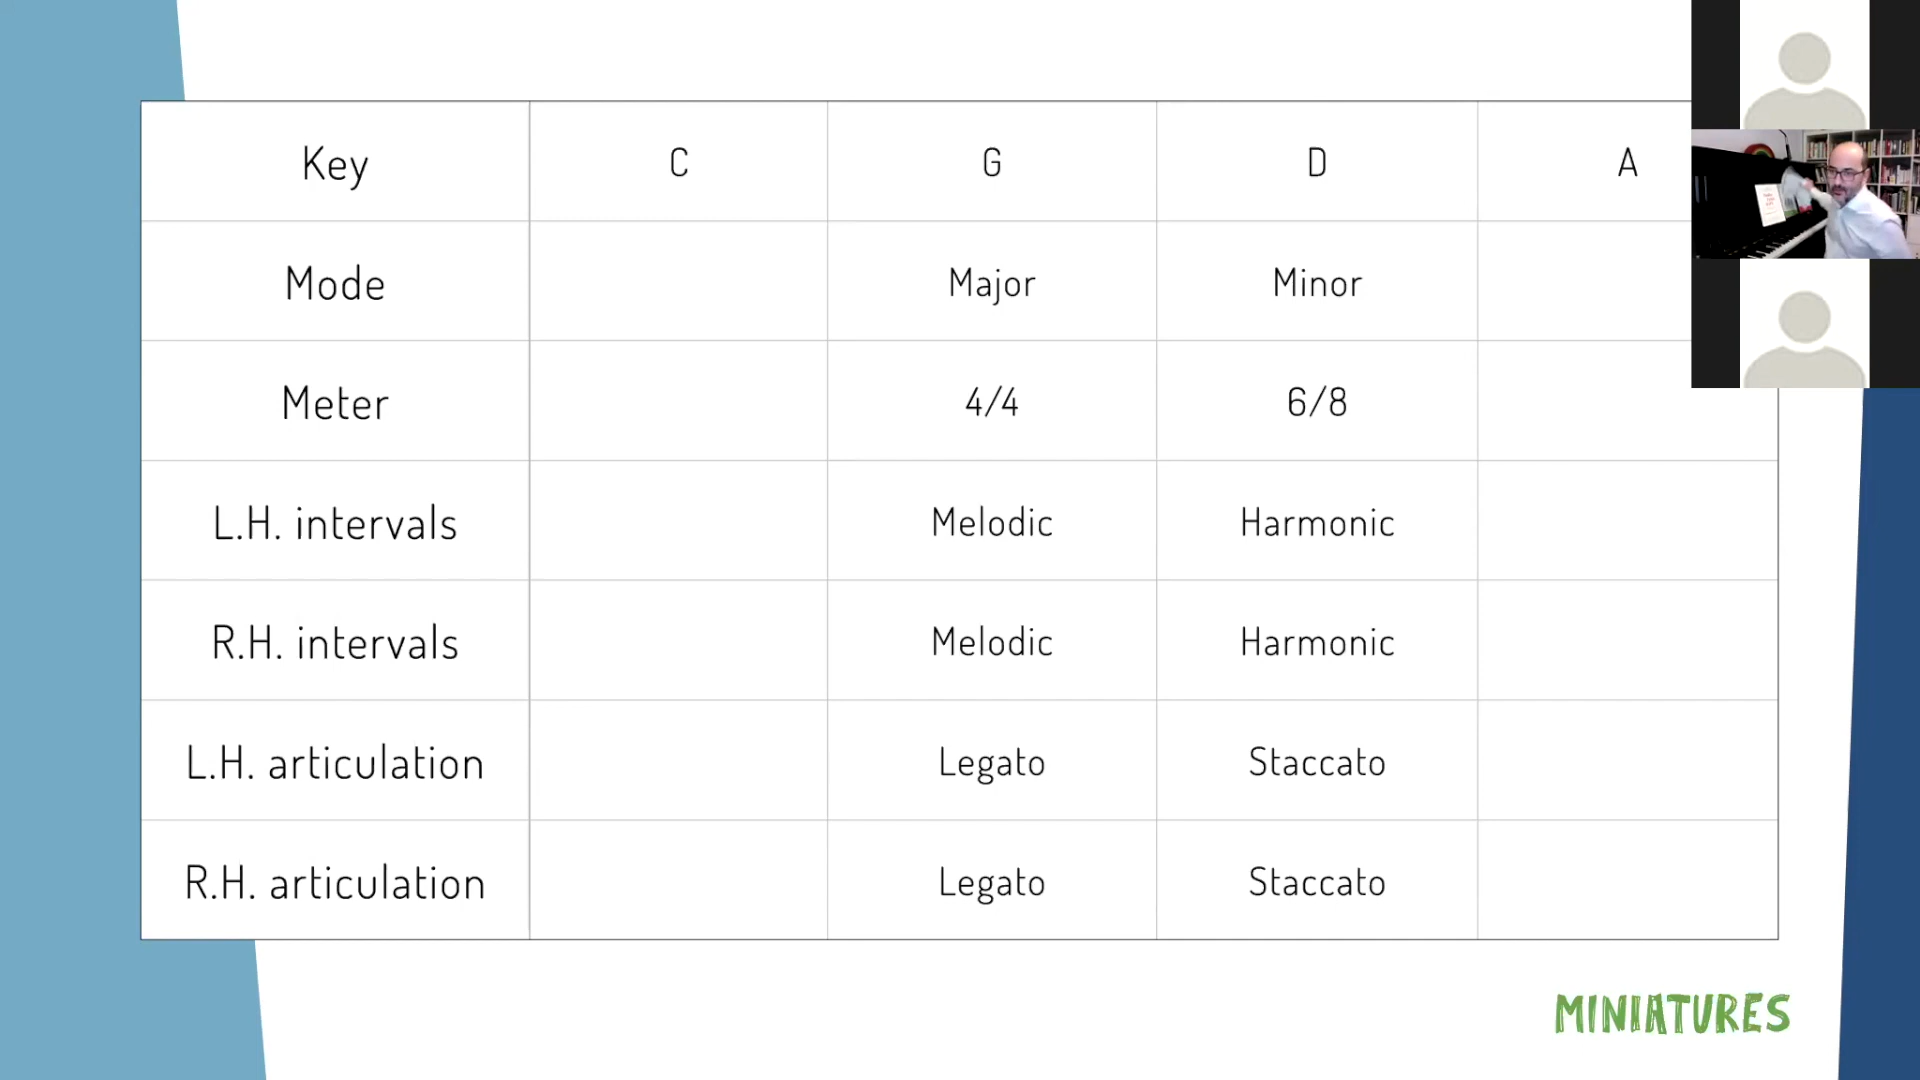 Key C G D A
Mode Major Minor
Meter 4/4 6/8
L.H. intervals Melodic Harmonic
R.H. intervals Melodic Harmonic
L.H. articulation Legato Staccato
R.H. articulation Legato Staccato
MINIATURES